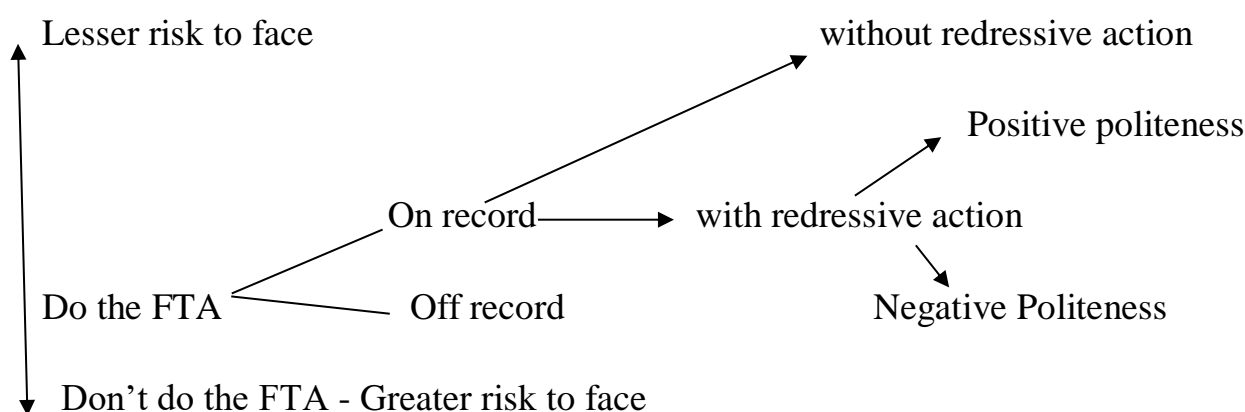 Lesser risk to face without redressive action
Positive politeness
On record with redressive action
Do the FTA Off record Negative Politeness
Don’t do the FTA - Greater risk to face